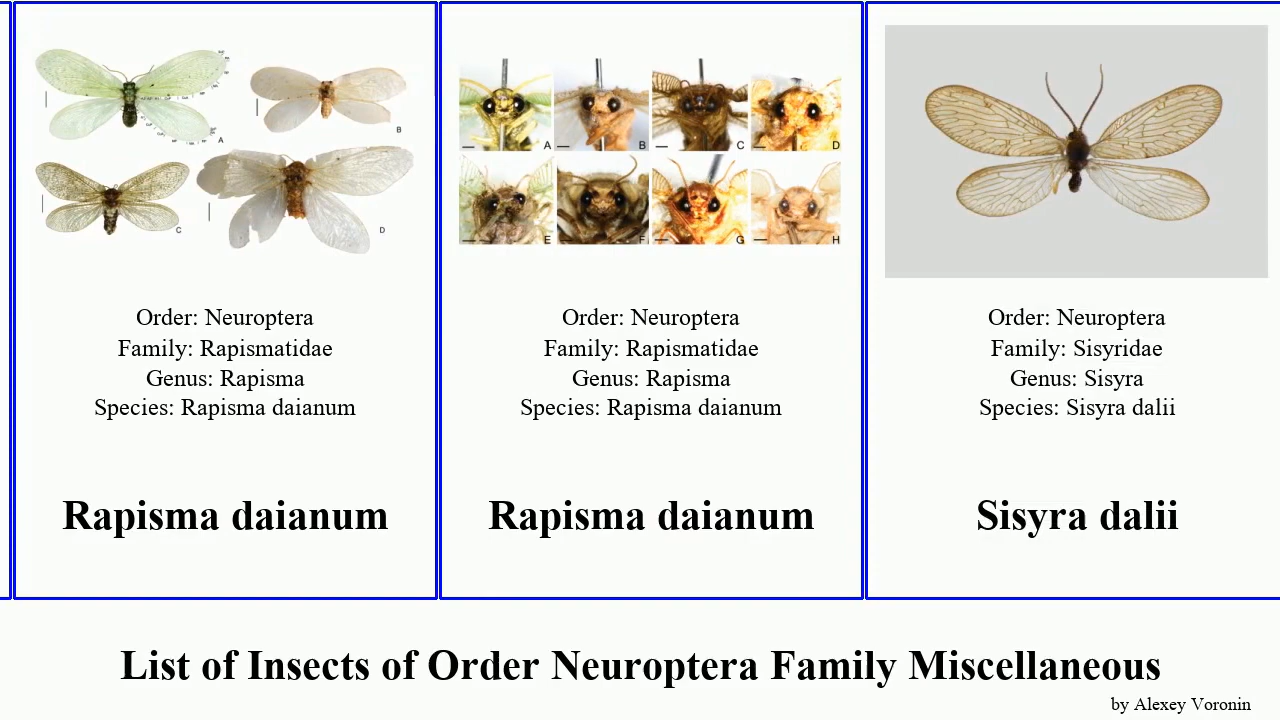 A
B
C
D
A
B
C
D
E
F
G
H
Order: Neuroptera
Family: Rapismatidae
Genus: Rapisma
Species: Rapisma daianum
Order: Neuroptera
Family: Rapismatidae
Genus: Rapisma
Species: Rapisma daianum
Order: Neuroptera
Family: Sisyridae
Genus: Sisyra
Species: Sisyra dalii
Rapisma daianum
Rapisma daianum
Sisyra dalii
List of Insects of Order Neuroptera Family Miscellaneous
by Alexey Voronin